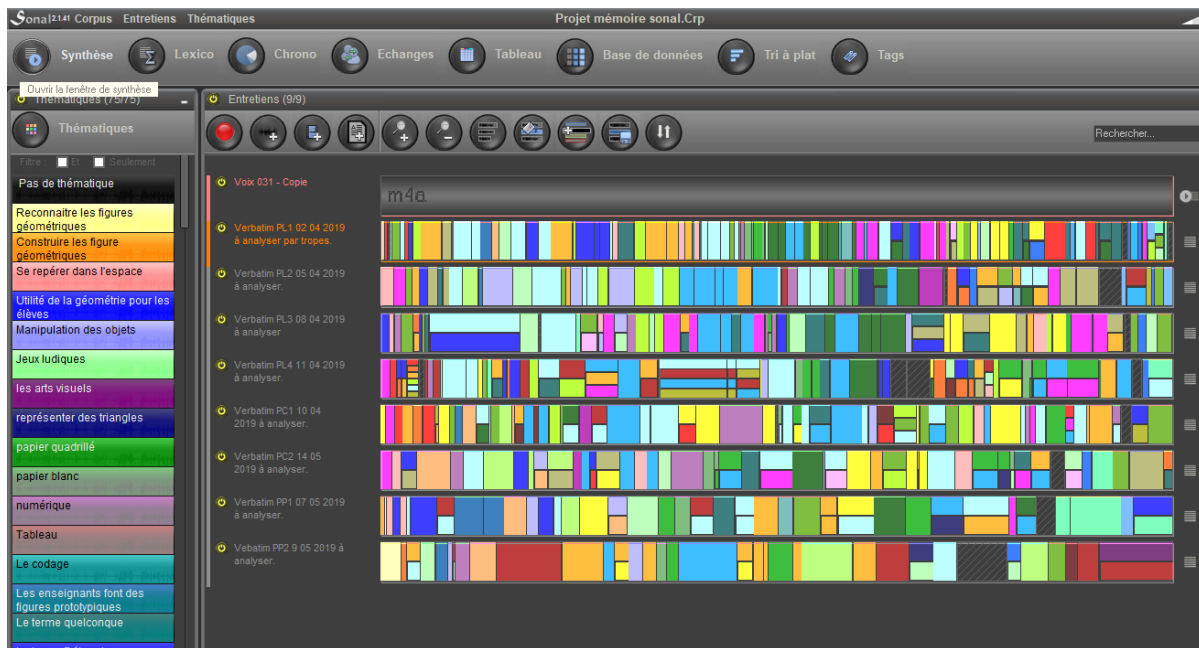 Sonal 2.1.41 Corpus Entretiens Thématiques
Projet mémoire sonal.Crp
Synthèse
Lexico
Chrono
Echanges
Tableau
Base de données
Tri à plat
Tags
Ouvrir la fenêtre de synthèse
Thématiques (75/75)
Entretiens (9/9)
Thématiques
Rechercher...
Filtre : Et Seulement
Pas de thématique
Reconnaitre les figures
géométriques
Construire les figure
géométriques
Se repérer dans l'espace
Utilité de la géométrie pour les
élèves
Manipulation des objets
Jeux ludiques
les arts visuels
représenter des triangles
papier quadrillé
papier blanc
numérique
Tableau
Le codage
Les enseignants font des
figures prototypiques
Le terme quelconque
Voix 031 - Copie
m4a
Verbatim PL1 02 04 2019
à analyser par tropes.
Verbatim PL2 05 04 2019
à analyser.
Verbatim PL3 08 04 2019
à analyser
Verbatim PL4 11 04 2019
à analyser.
Verbatim PC1 10 04
2019 à analyser.
Verbatim PC2 14 05
2019 à analyser.
Verbatim PP1 07 05 2019
à analyser.
Vebatim PP2 9 05 2019 à
analyser.